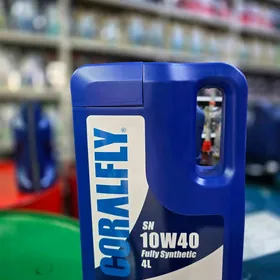 CORALFLY®
SN
10W40
Fully Synthetic
4L